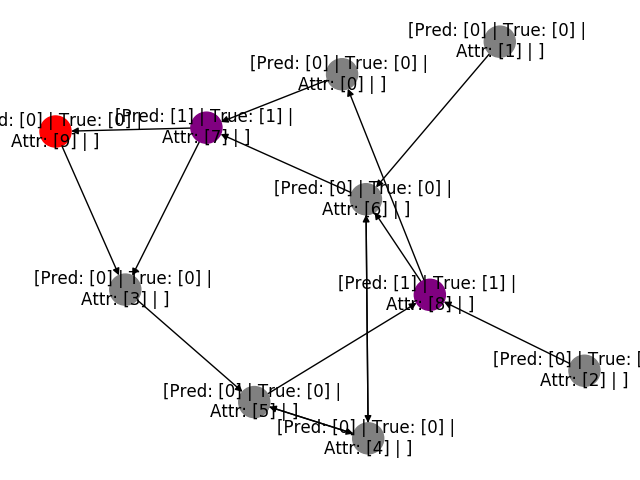 [Pred: [0] | True: [0] |
Attr: [1] | ]
[Pred: [0] | True: [0] |
Attr: [0] | ]
d: [0] | True: [0] |
Attr: [9] | ]
[Pred: [1] | True: [1] |
Attr: [7] | ]
[Pred: [0] | True: [0] |
Attr: [6] | ]
[Pred: [0] | True: [0] |
Attr: [3] | ]
[Pred: [1] | True: [1] |
Attr: [8] | ]
[Pred: [0] | True: [
Attr: [2] | ]
[Pred: [0] | True: [0] |
Attr: [5] | ]
[Pred: [0] | True: [0] |
Attr: [4] | ]